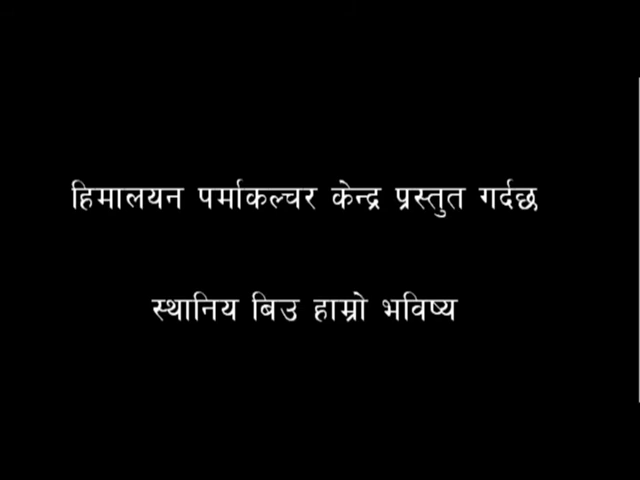 हिमालयन पर्माकल्चर केन्द्र प्रस्तुत गर्दछ
स्थानिय बिउ हाम्रो भविष्य